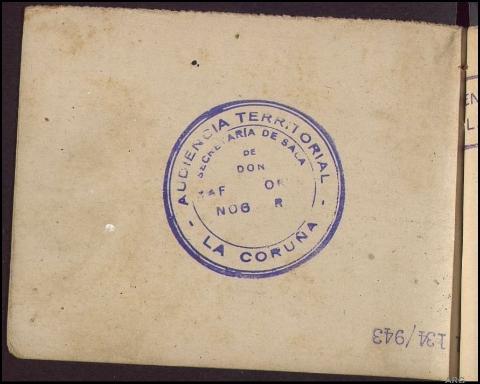 AUDIENCIA TERRITORIAL
SECRETARÍA DE SALA
DE
DON
- LA CORUÑA -
134/943